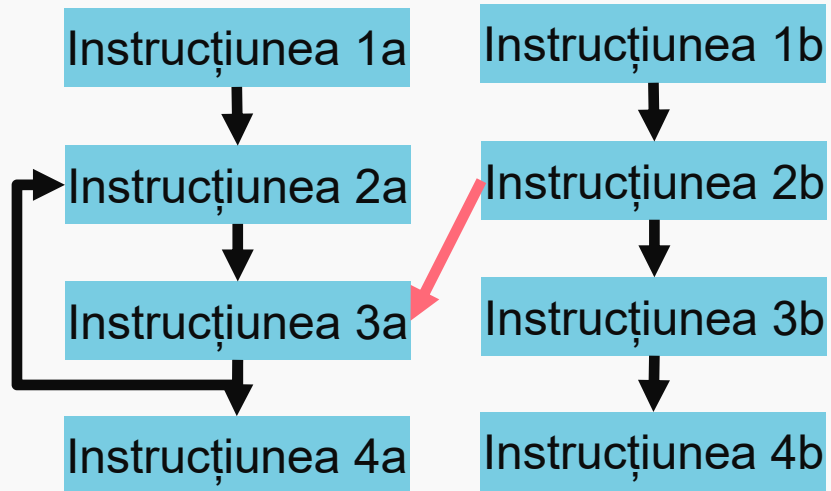 Instrucțiunea 1a
Instrucțiunea 2a
Instrucțiunea 3a
Instrucțiunea 4a
Instrucțiunea 1b
Instrucțiunea 2b
Instrucțiunea 3b
Instrucțiunea 4b